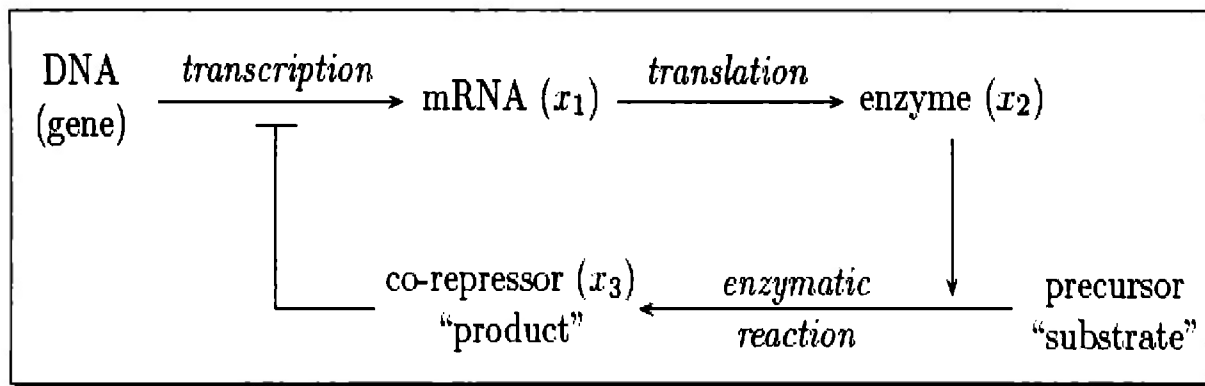 DNA
(gene)
transcription
mRNA (x₁)
translation
enzyme (x₂)
co-repressor (x₃)
“product”
enzymatic
reaction
precursor
“substrate”